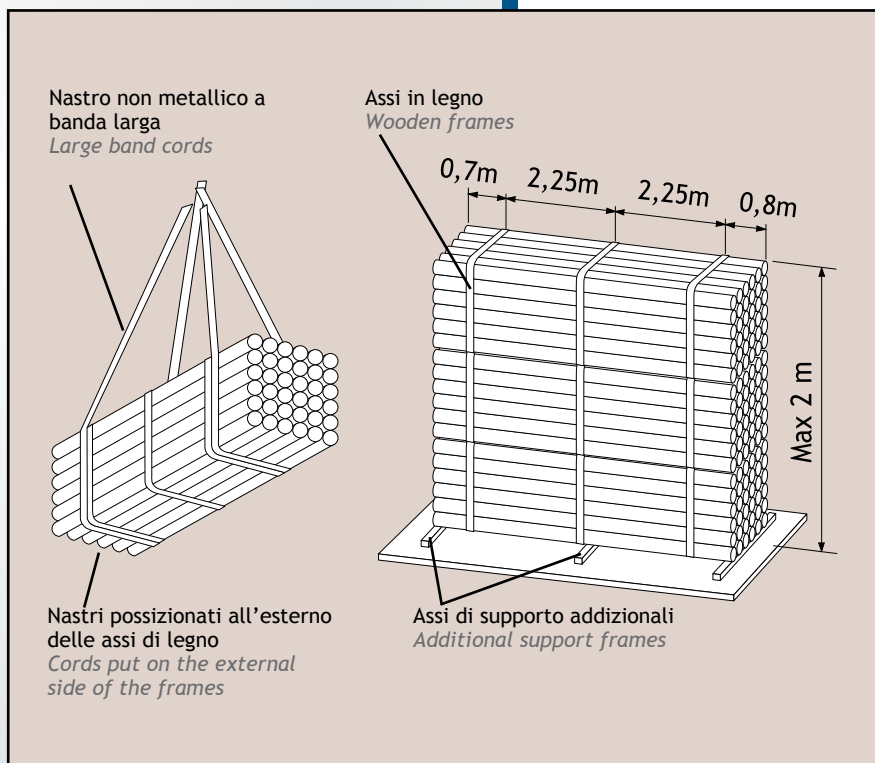 Nastro non metallico a
banda larga
Large band cords
Assi in legno
Wooden frames
0,7m
2,25m
2,25m
0,8m
Max 2 m
Nastri possizionati all'esterno
delle assi di legno
Cords put on the external
side of the frames
Assi di supporto addizionali
Additional support frames